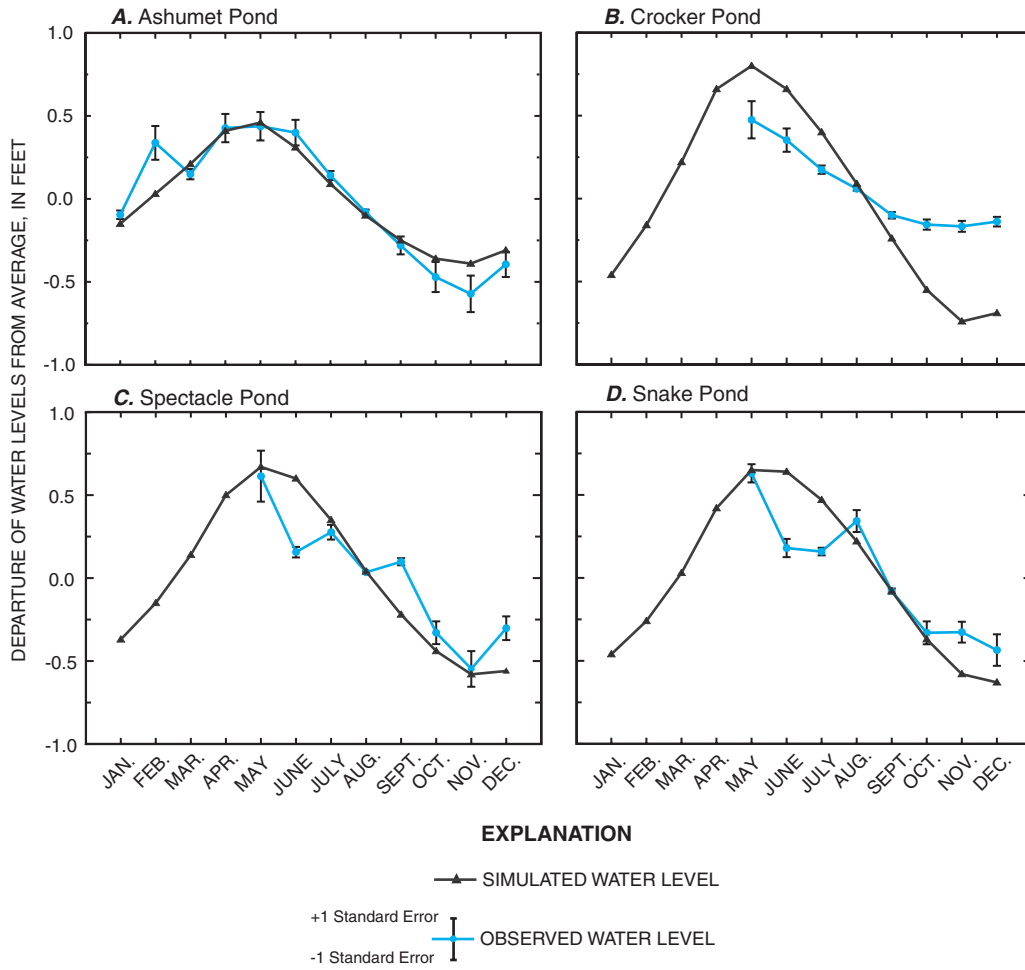 A. Ashumet Pond
B. Crocker Pond
1.0
0.5
0.0
-0.5
-1.0
C. Spectacle Pond
D. Snake Pond
1.0
0.5
0.0
-0.5
-1.0
DEPARTURE OF WATER LEVELS FROM AVERAGE, IN FEET
JAN. FEB. MAR. APR. MAY JUNE JULY AUG. SEPT. OCT. NOV. DEC.
JAN. FEB. MAR. APR. MAY JUNE JULY AUG. SEPT. OCT. NOV. DEC.
EXPLANATION
SIMULATED WATER LEVEL
+1 Standard Error
OBSERVED WATER LEVEL
-1 Standard Error